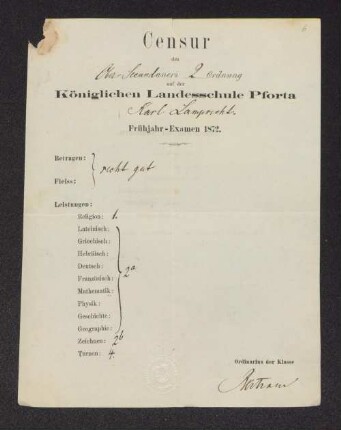 Censur
des
Ober Secundaners 2 Ordnung
auf der
Königlichen Landesschule Pforta
Karl Lamprecht.
Frühjahr-Examen 1872.
Betragen:
recht gut
Fleiss:
Leistungen:
Religion: 1.
Lateinisch:
Griechisch:
Hebräisch:
Deutsch:
Französisch: 2a
Mathematik:
Physik:
Geschichte:
Geographie:
Zeichnen: 2b
Turnen: 4.
Ordinarius der Klasse